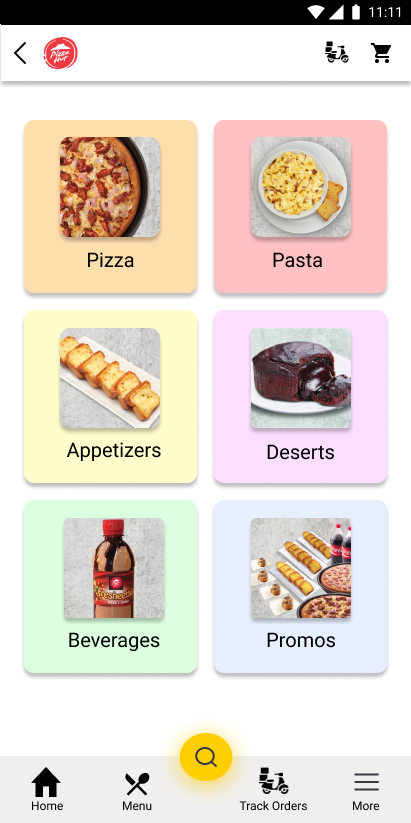 11:11
Pizza
Hut
Pizza
Pasta
Appetizers
Deserts
Beverages
Promos
Home
Menu
Track Orders
More